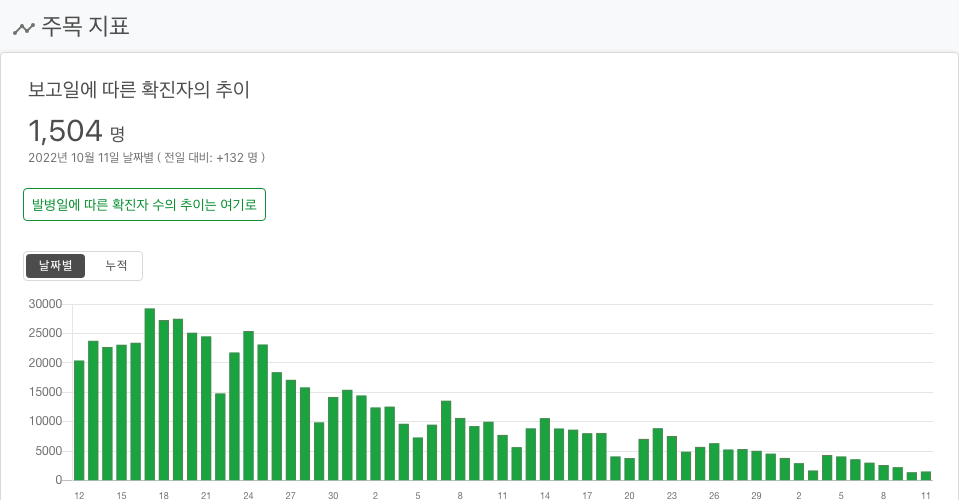 주목 지표
보고일에 따른 확진자의 추이
1,504 명
2022년 10월 11일 날짜별 ( 전일 대비: +132 명 )
발병일에 따른 확진자 수의 추이는 여기로
날짜별 누적
30000
25000
20000
15000
10000
5000
0
12 15 18 21 24 27 30 2 5 8 11 14 17 20 23 26 29 2 5 8 11